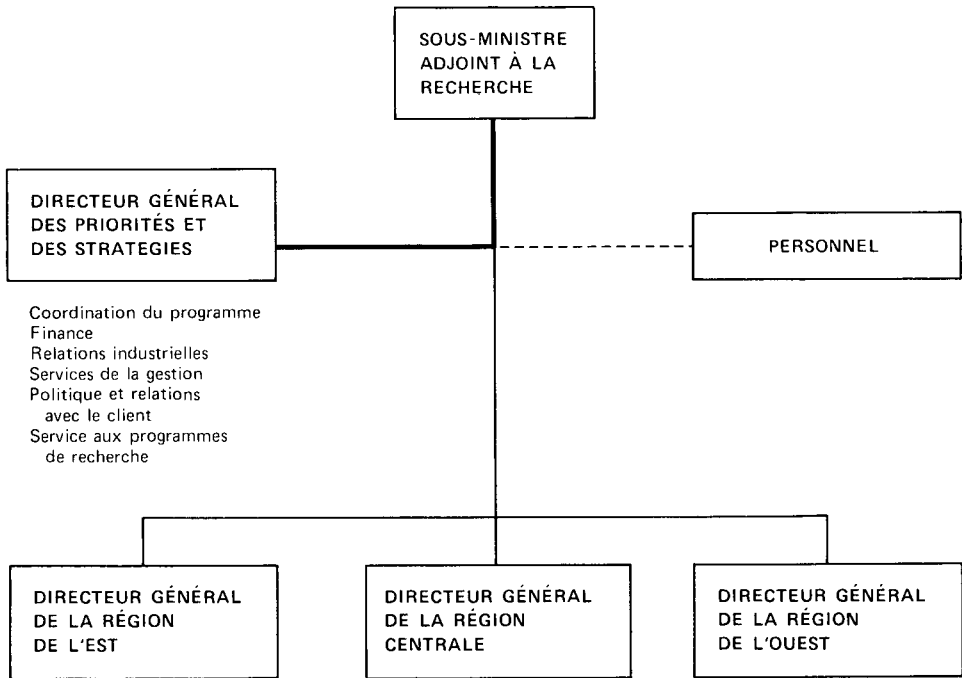 SOUS-MINISTRE
ADJOINT À LA
RECHERCHE
DIRECTEUR GÉNÉRAL
DES PRIORITÉS ET
DES STRATEGIES
PERSONNEL
Coordination du programme
Finance
Relations industrielles
Services de la gestion
Politique et relations
avec le client
Service aux programmes
de recherche
DIRECTEUR GÉNÉRAL
DE LA RÉGION
DE L'EST
DIRECTEUR GÉNÉRAL
DE LA RÉGION
CENTRALE
DIRECTEUR GÉNÉRAL
DE LA RÉGION
DE L'OUEST